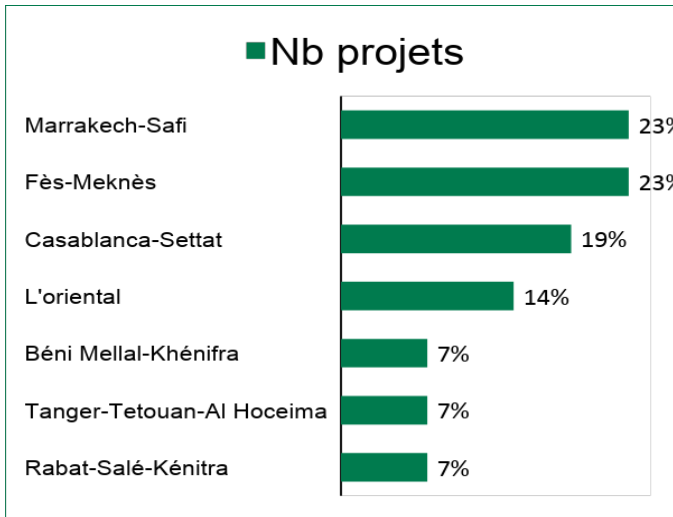 Nb projets
Marrakech-Safi 23%
Fès-Meknès 23%
Casablanca-Settat 19%
L'oriental 14%
Béni Mellal-Khénifra 7%
Tanger-Tetouan-Al Hoceima 7%
Rabat-Salé-Kénitra 7%